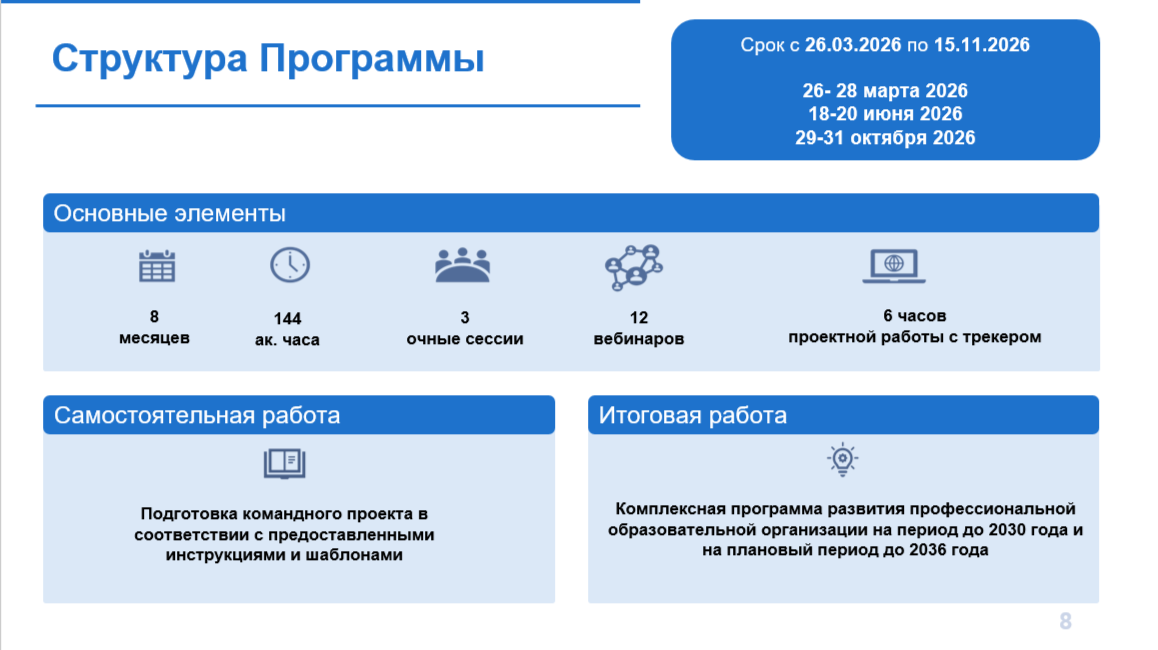 Структура Программы
Срок с 26.03.2026 по 15.11.2026
26- 28 марта 2026
18-20 июня 2026
29-31 октября 2026
Основные элементы
8
месяцев
144
ак. часа
3
очные сессии
12
вебинаров
6 часов
проектной работы с трекером
Самостоятельная работа
Подготовка командного проекта в
соответствии с предоставленными
инструкциями и шаблонами
Итоговая работа
Комплексная программа развития профессиональной
образовательной организации на период до 2030 года и
на плановый период до 2036 года
8